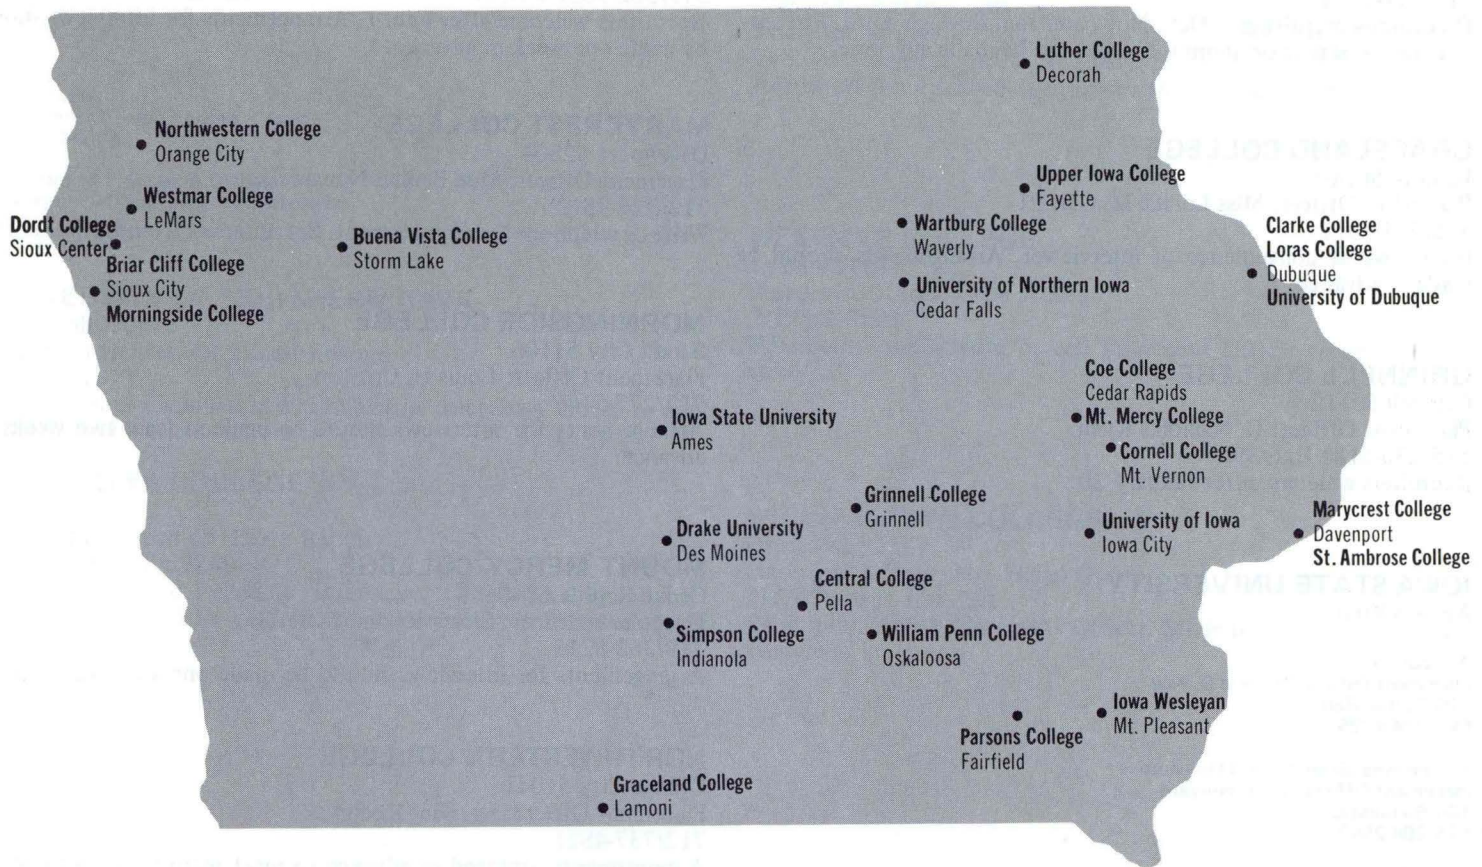 Luther College
Decorah
Northwestern College
Orange City
Upper Iowa College
Fayette
Westmar College
LeMars
Dordt College
Sioux Center
Wartburg College
Waverly
Buena Vista College
Storm Lake
Clarke College
Loras College
Dubuque
University of Dubuque
Briar Cliff College
Sioux City
Morningside College
University of Northern Iowa
Cedar Falls
Coe College
Cedar Rapids
Mt. Mercy College
Iowa State University
Ames
Cornell College
Mt. Vernon
Grinnell College
Grinnell
Drake University
Des Moines
University of Iowa
Iowa City
Marycrest College
Davenport
St. Ambrose College
Central College
Pella
Simpson College
Indianola
William Penn College
Oskaloosa
Iowa Wesleyan
Mt. Pleasant
Parsons College
Fairfield
Graceland College
Lamoni